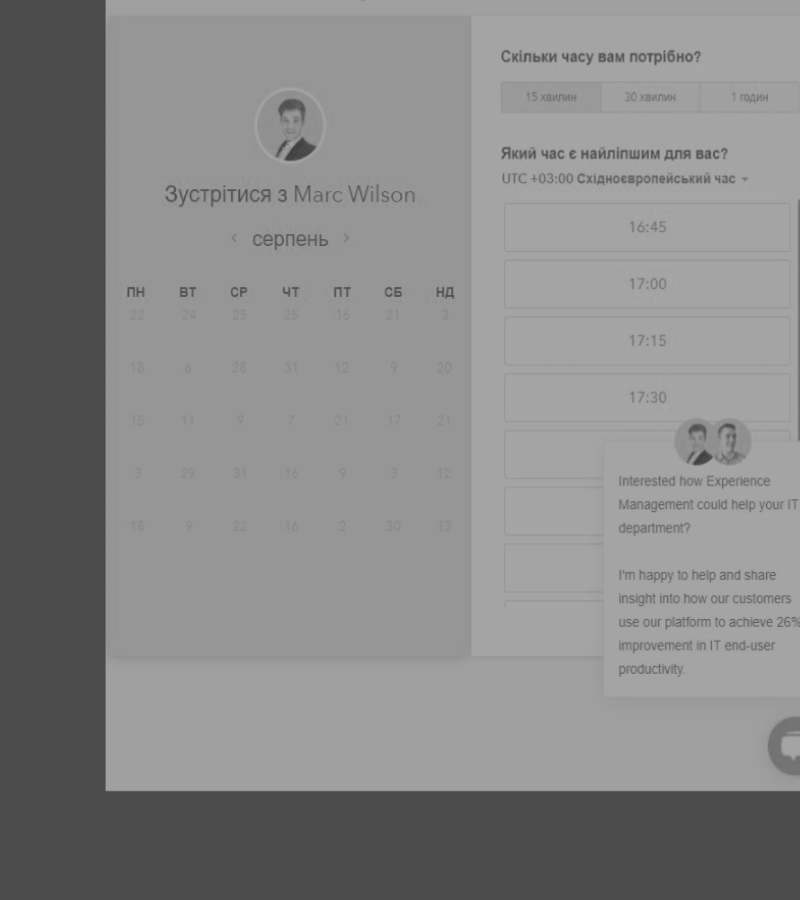 Зустрітися з Marc Wilson
серпень
ПН ВТ СР ЧТ ПТ СБ НД
22 24 25 25 16 21 3
18 6 28 31 12 9 20
15 11 9 7 21 17 21
3 29 31 16 9 3 12
18 9 22 16 2 30 13
Скільки часу вам потрібно?
15 хвилин 30 хвилин 1 годин
Який час є найліпшим для вас?
UTC +03:00 Східноєвропейський час
16:45
17:00
17:15
17:30
Interested how Experience
Management could help your IT
department?
I'm happy to help and share
insight into how our customers
use our platform to achieve 26%
improvement in IT end-user
productivity.